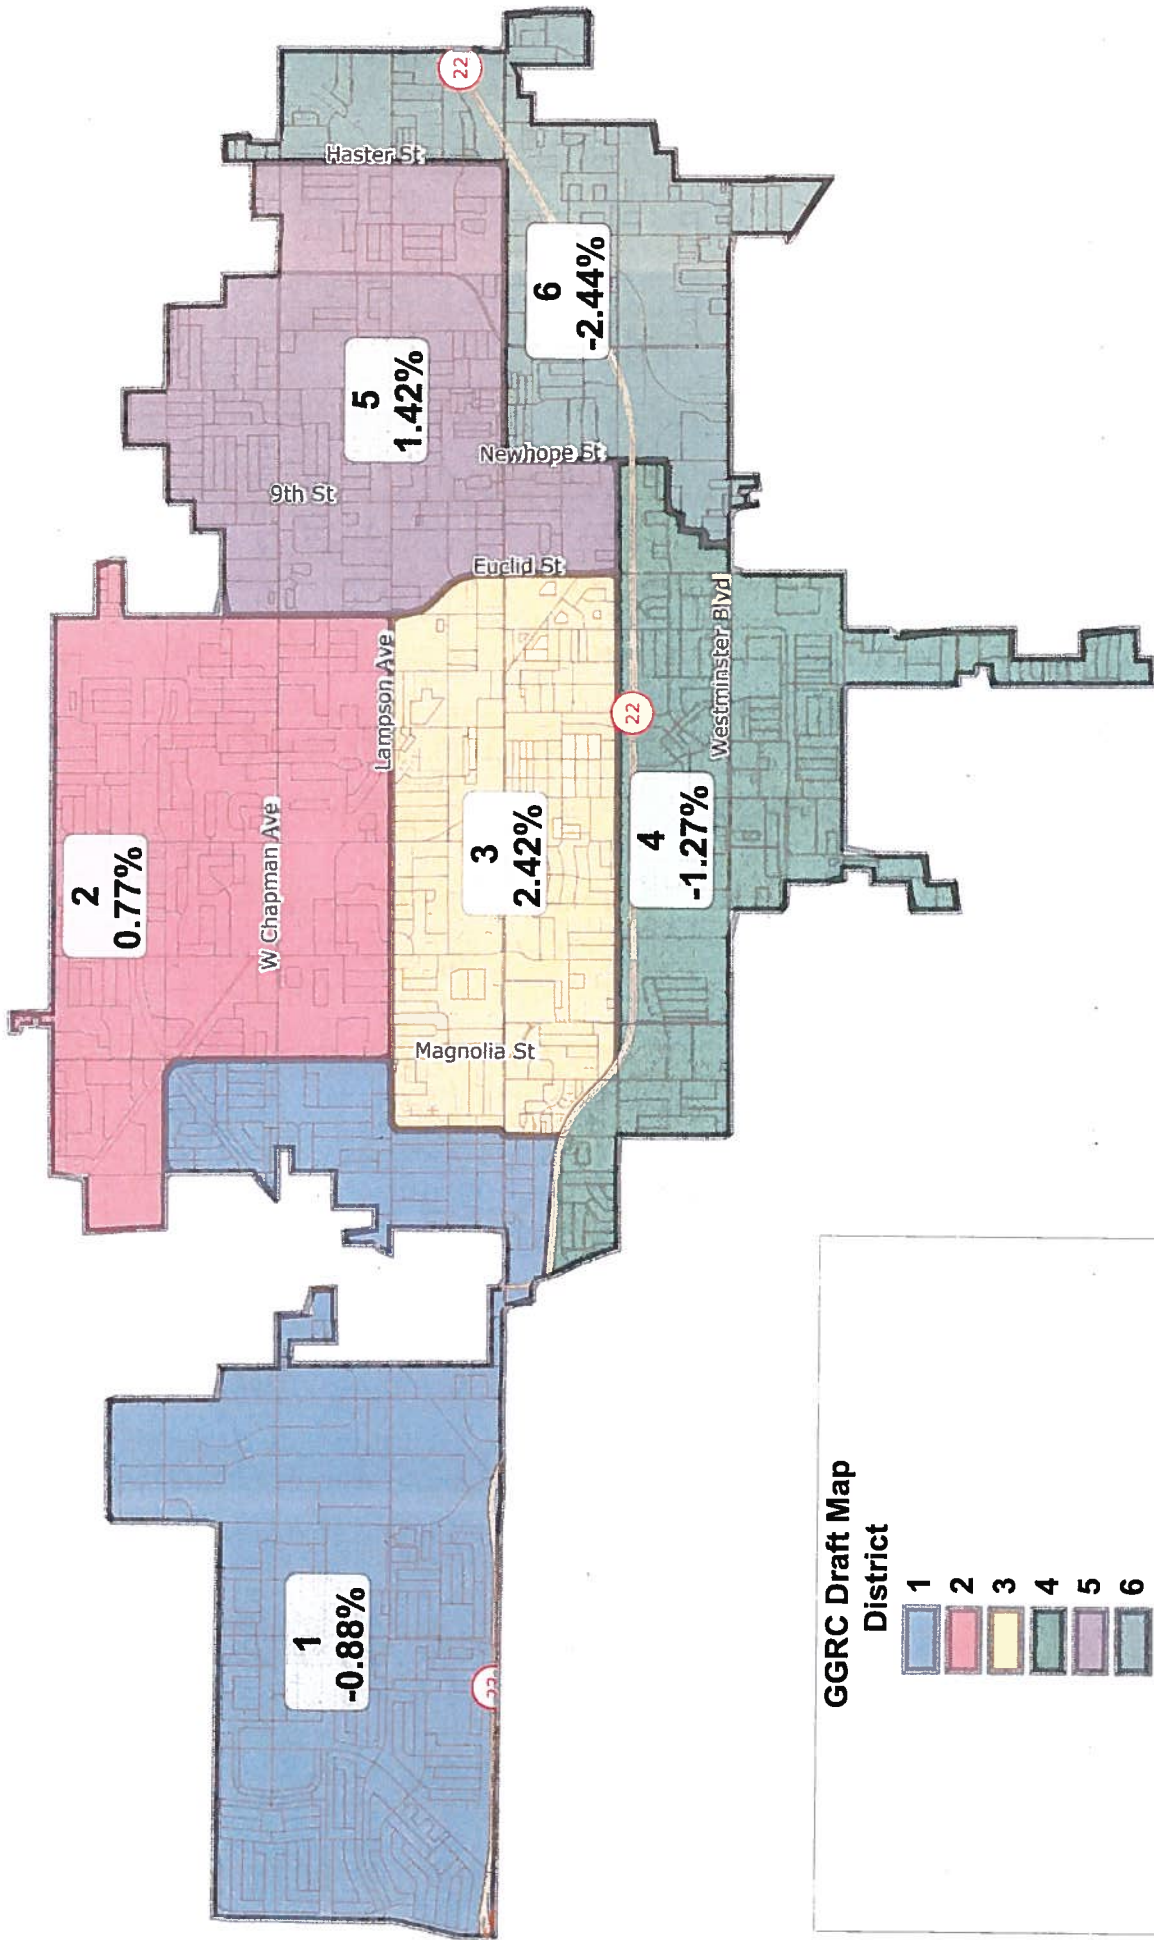 2
0.77%
W Chapman Ave
Lampson Ave
Haster St
22
5
1.42%
9th St
Newhope St
6
-2.44%
Euclid St
3
2.42%
Magnolia St
22
4
-1.27%
Westminster Blvd
1
-0.88%
GGRC Draft Map
District
1
2
3
4
5
6